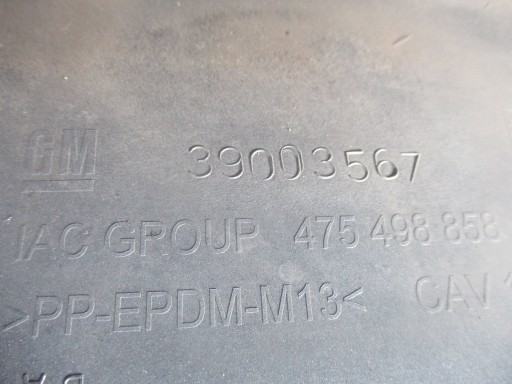 GM 39003567
IAC GROUP 475 498 858
>PP-EPDM-M13< CAV